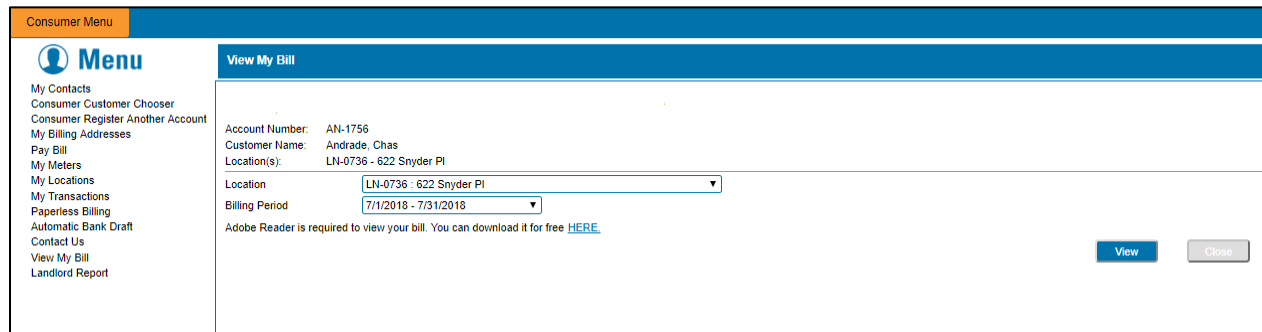 Consumer Menu
Menu
My Contacts
Consumer Customer Chooser
Consumer Register Another Account
My Billing Addresses
Pay Bill
My Meters
My Locations
My Transactions
Paperless Billing
Automatic Bank Draft
Contact Us
View My Bill
Landlord Report
View My Bill
Account Number: AN-1756
Customer Name: Andrade, Chas
Location(s): LN-0736 - 622 Snyder Pl
Location LN-0736 : 622 Snyder Pl
Billing Period 7/1/2018 - 7/31/2018
Adobe Reader is required to view your bill. You can download it for free HERE.
View Close